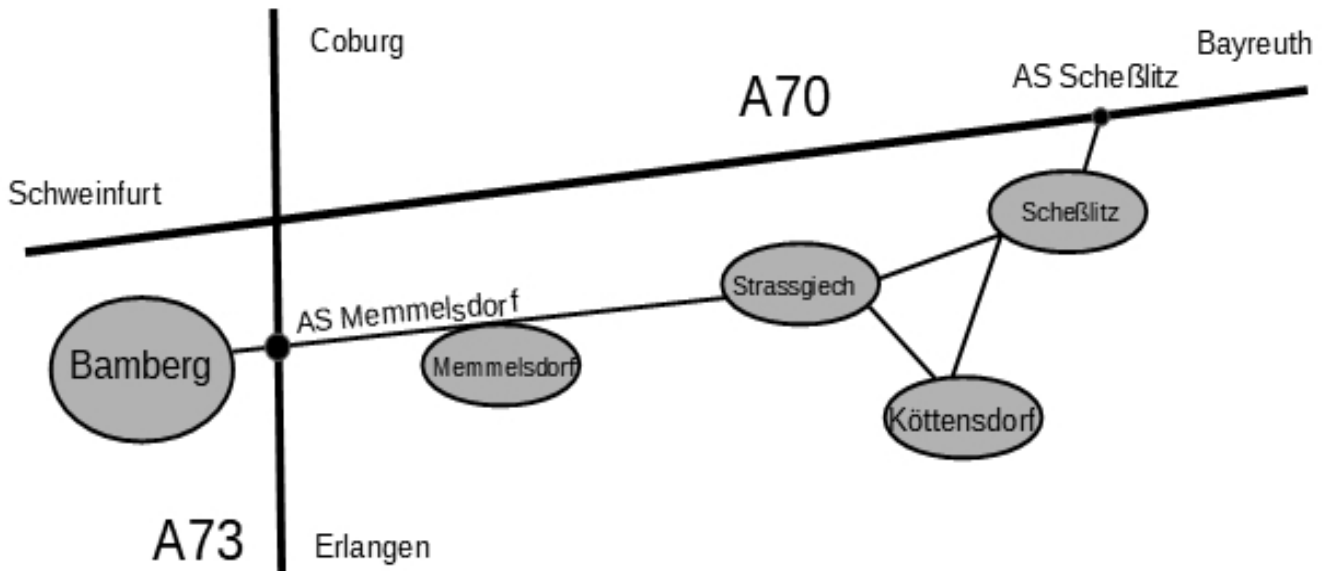 Coburg
Bayreuth
AS Scheßlitz
A70
Schweinfurt
Scheßlitz
Strassgiech
AS Memmelsdorf
Bamberg
Memmelsdorf
Köttensdorf
A73
Erlangen